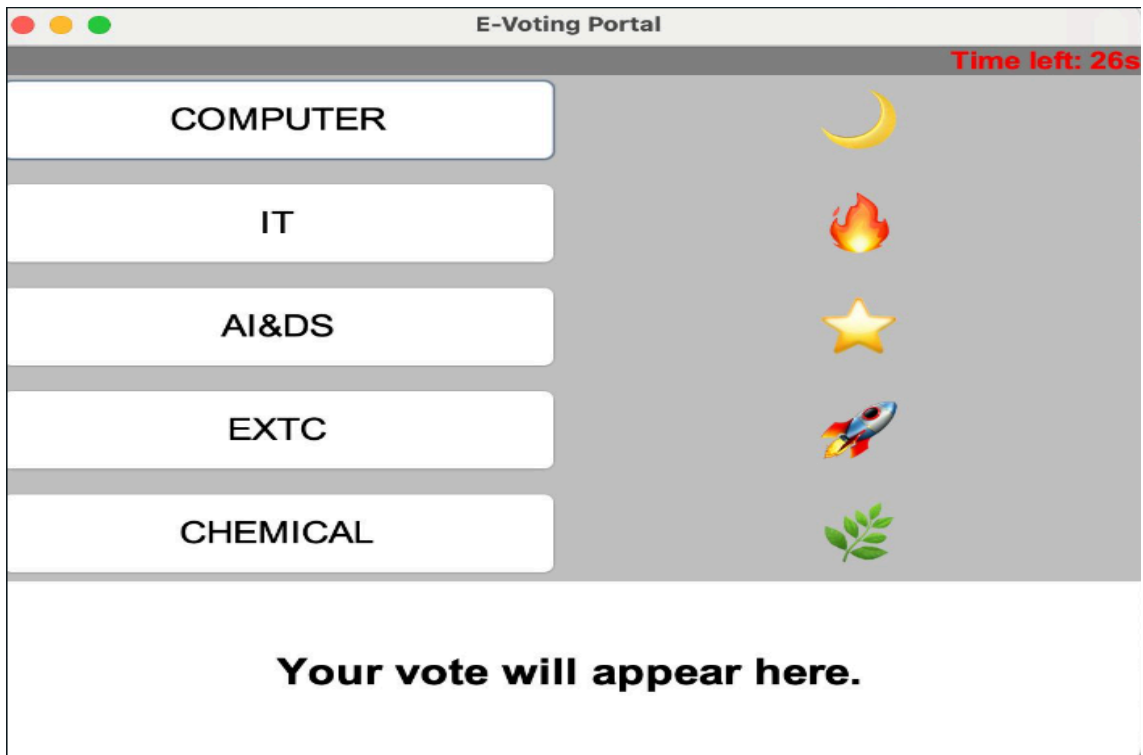 E-Voting Portal
Time left: 26s
COMPUTER
IT
AI&DS
EXTC
CHEMICAL
Your vote will appear here.